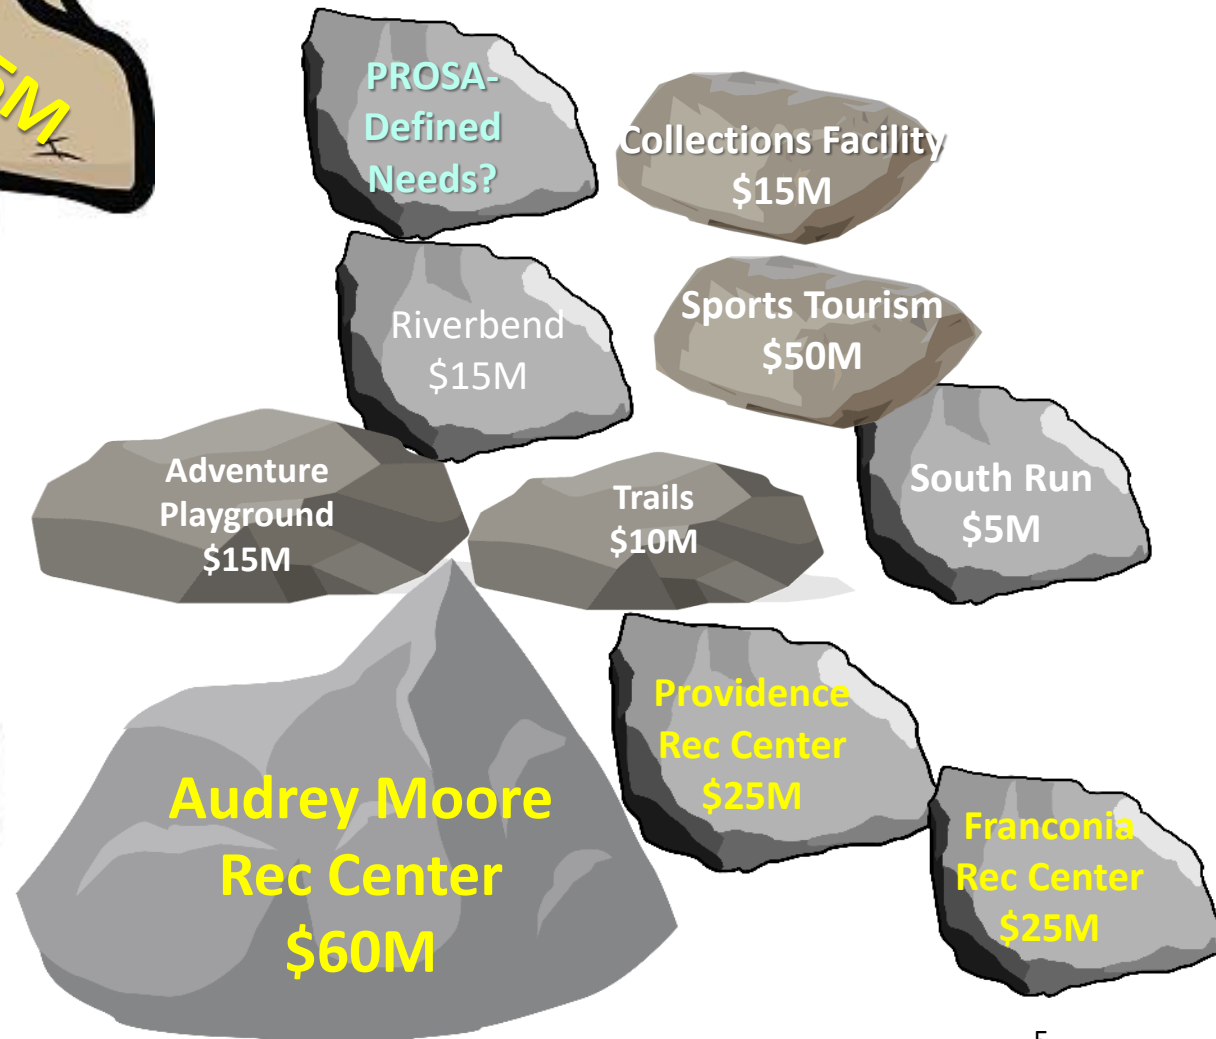 5M
PROSA-
Defined
Needs?
Collections Facility
$15M
Riverbend
$15M
Sports Tourism
$50M
Adventure
Playground
$15M
Trails
$10M
South Run
$5M
Providence
Rec Center
$25M
Audrey Moore
Rec Center
$60M
Franconia
Rec Center
$25M